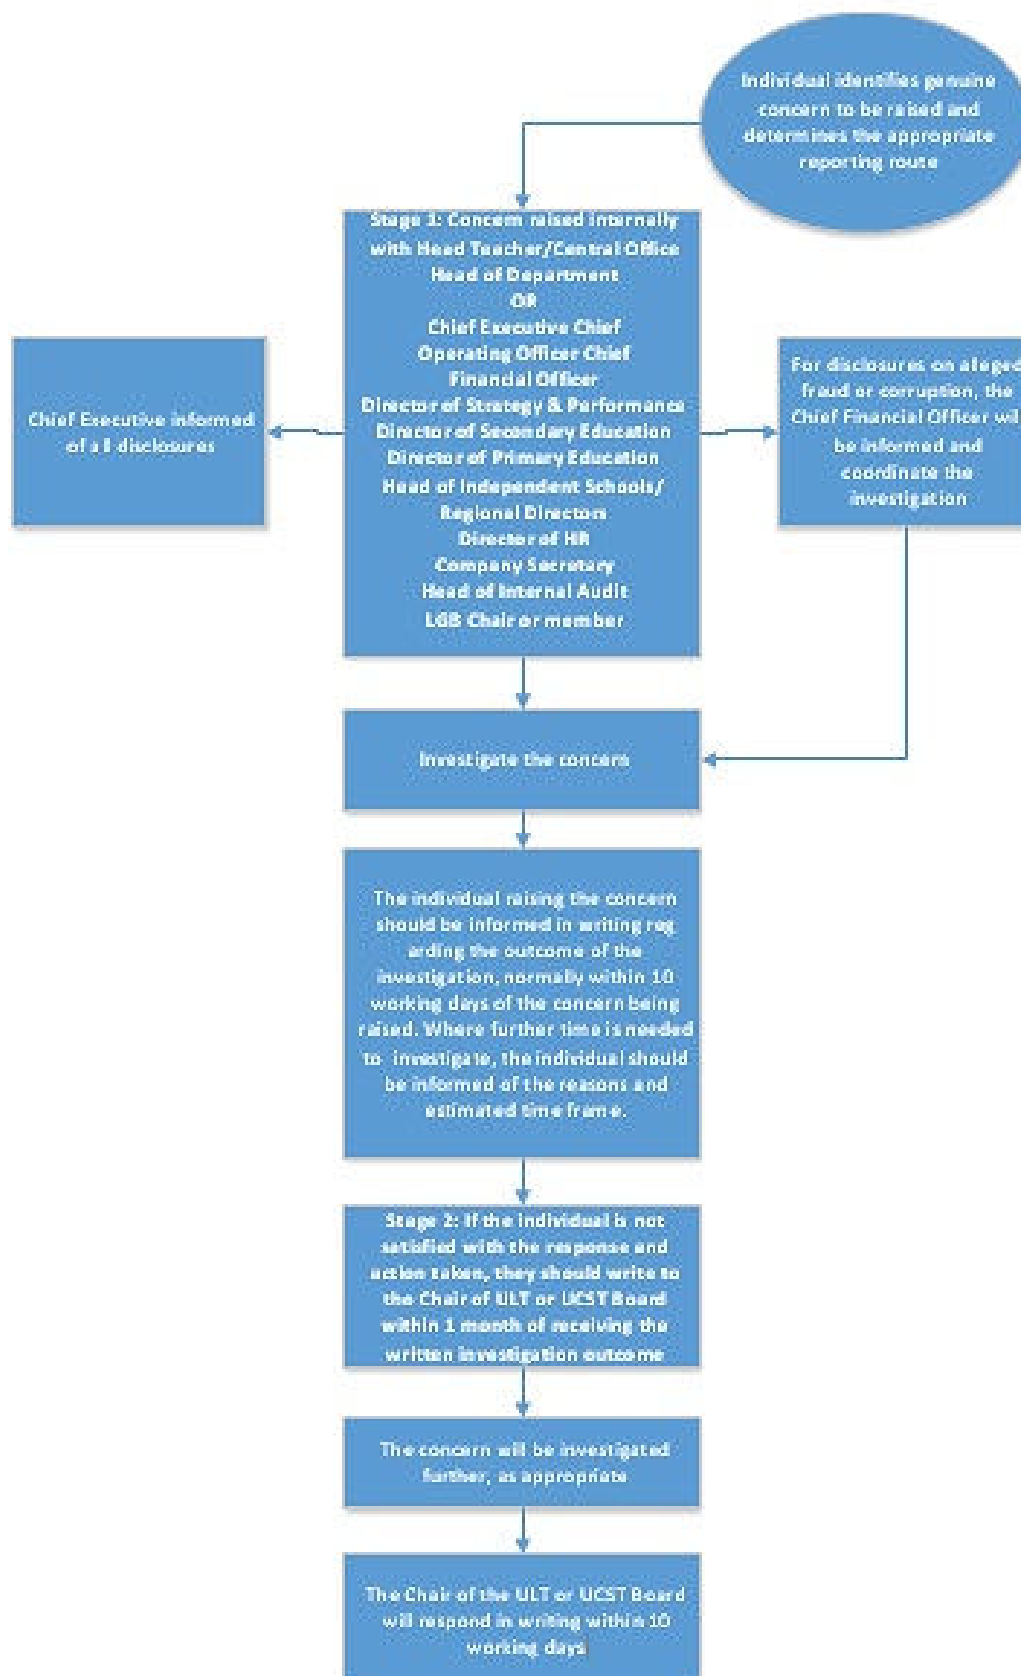 Individual identifies genuine
concern to be raised and
determines the appropriate
reporting route
Stage 1: Concern raised internally
with Head Teacher/Central Office
Head of Department
OR
Chief Executive Chief
Operating Officer Chief
Financial Officer
Director of Strategy & Performance
Director of Secondary Education
Director of Primary Education
Head of Independent Schools/
Regional Directors
Director of HR
Company Secretary
Head of Internal Audit
LGB Chair or member
Chief Executive informed
of all disclosures
For disclosures on alleged
fraud or corruption, the
Chief Financial Officer will
be informed and
coordinate the
investigation
Investigate the concern
The individual raising the concern
should be informed in writing reg
arding the outcome of the
investigation, normally within 10
working days of the concern being
raised. Where further time is needed
to investigate, the individual should
be informed of the reasons and
estimated time frame.
Stage 2: If the individual is not
satisfied with the response and
action taken, they should write to
the Chair of ULT or UCST Board
within 1 month of receiving the
written investigation outcome
The concern will be investigated
further, as appropriate
The Chair of the ULT or UCST Board
will respond in writing within 10
working days